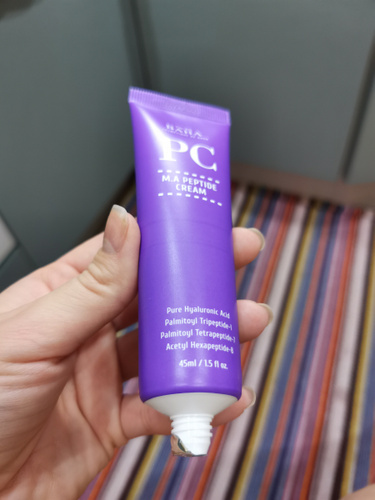 PC
M.A PEPTIDE
CREAM
Pure Hyaluronic Acid
Palmitoyl Tripeptide-1
Palmitoyl Tetrapeptide-7
Acetyl Hexapeptide-8
45ml / 1.5 fl oz.